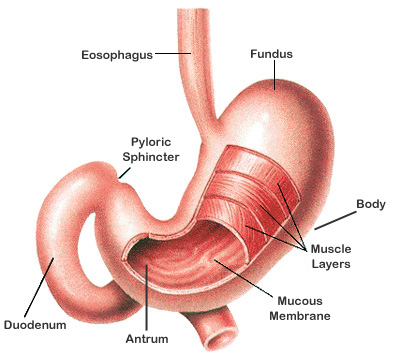 Eosophagus
Fundus
Pyloric
Sphincter
Body
Muscle
Layers
Mucous
Membrane
Duodenum
Antrum